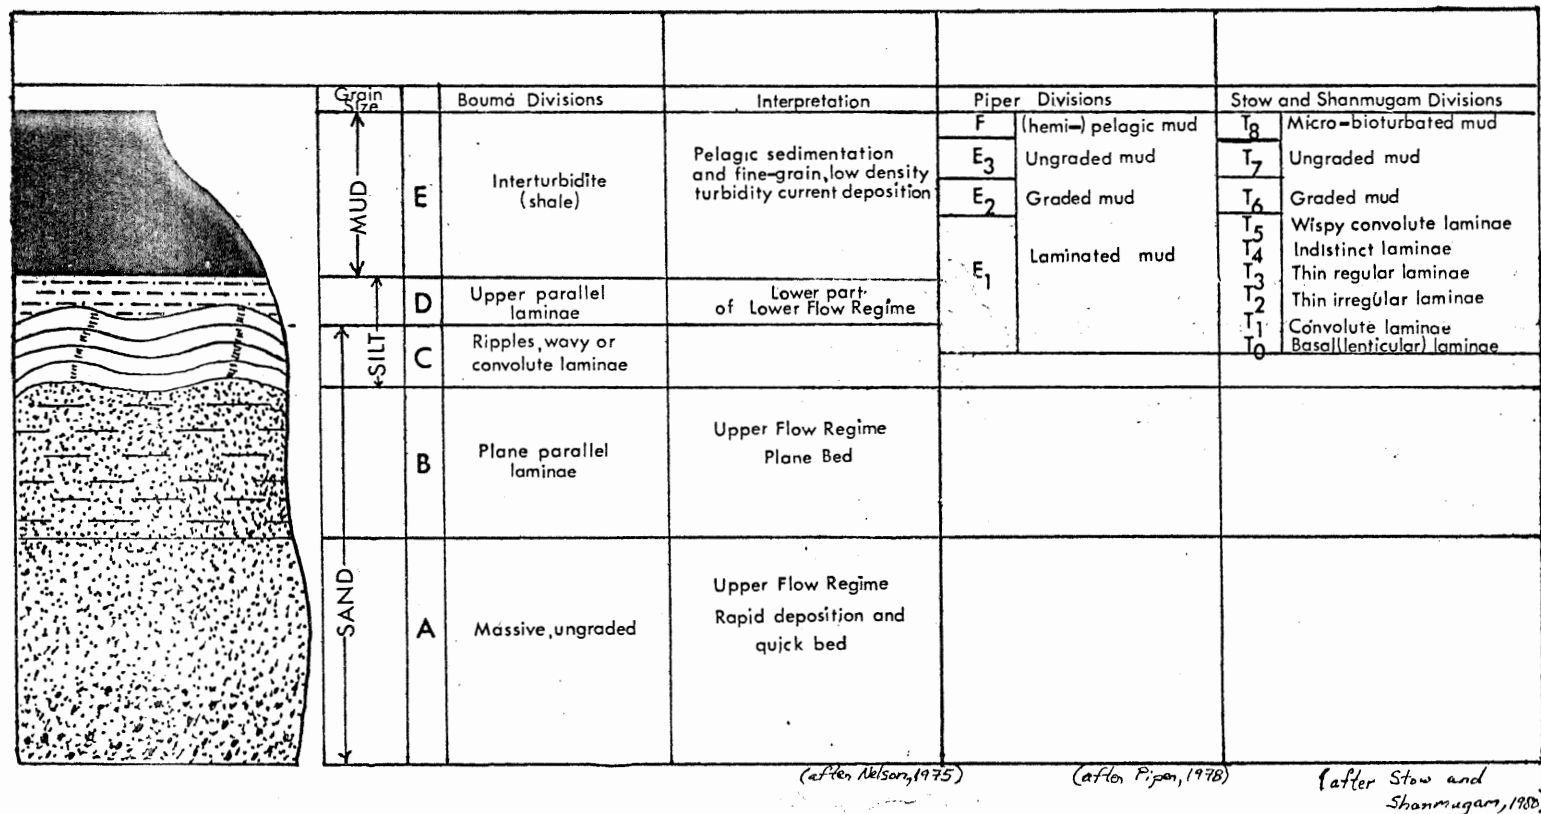 Grain Size
Bouma Divisions
Interpretation
Piper Divisions
Stow and Shanmugam Divisions
MUD
E
Interturbidite
(shale)
Pelagic sedimentation
and fine-grain, low density
turbidity current deposition
F
(hemi-) pelagic mud
E3
Ungraded mud
E2
Graded mud
E1
Laminated mud
T8
Micro-bioturbated mud
T7
Ungraded mud
T6
Graded mud
T5
Wispy convolute laminae
T4
Indistinct laminae
T3
Thin regular laminae
T2
Thin irregular laminae
T1
Convolute laminae
T0
Basal (lenticular) laminae
SILT
D
Upper parallel
laminae
Lower part
of Lower Flow Regime
C
Ripples, wavy or
convolute laminae
SAND
B
Plane parallel
laminae
Upper Flow Regime
Plane Bed
A
Massive, ungraded
Upper Flow Regime
Rapid deposition and
quick bed
(after Nelson, 1975)
(after Piper, 1978)
(after Stow and
Shanmugam, 1980)